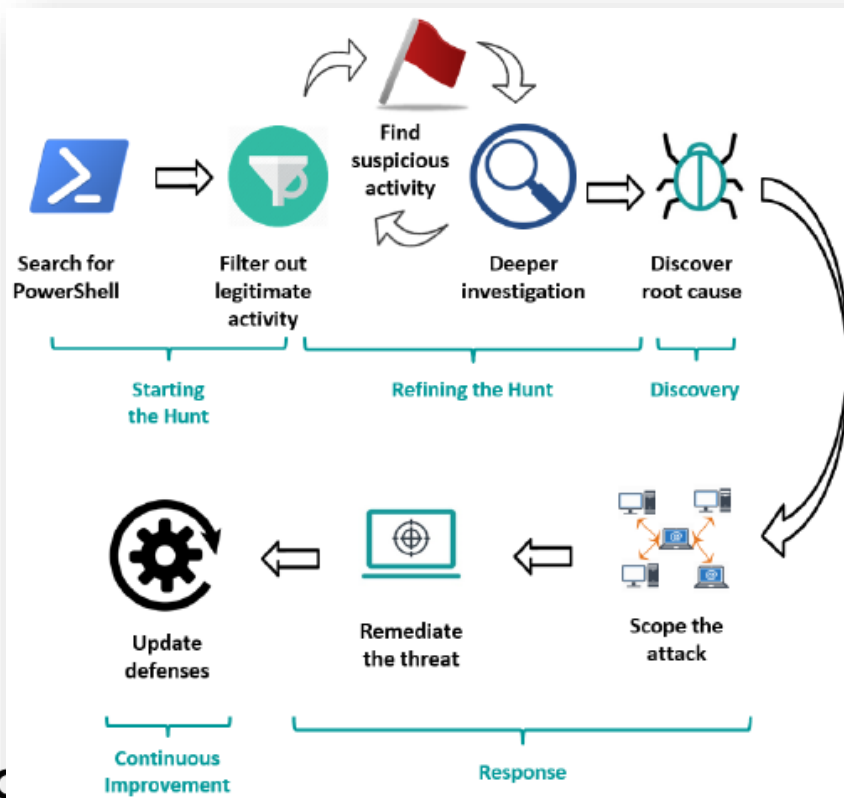 Find
suspicious
activity
Search for
PowerShell
Filter out
legitimate
activity
Deeper
investigation
Discover
root cause
Starting
the Hunt
Refining the Hunt
Discovery
Update
defenses
Remediate
the threat
Scope the
attack
Continuous
Improvement
Response